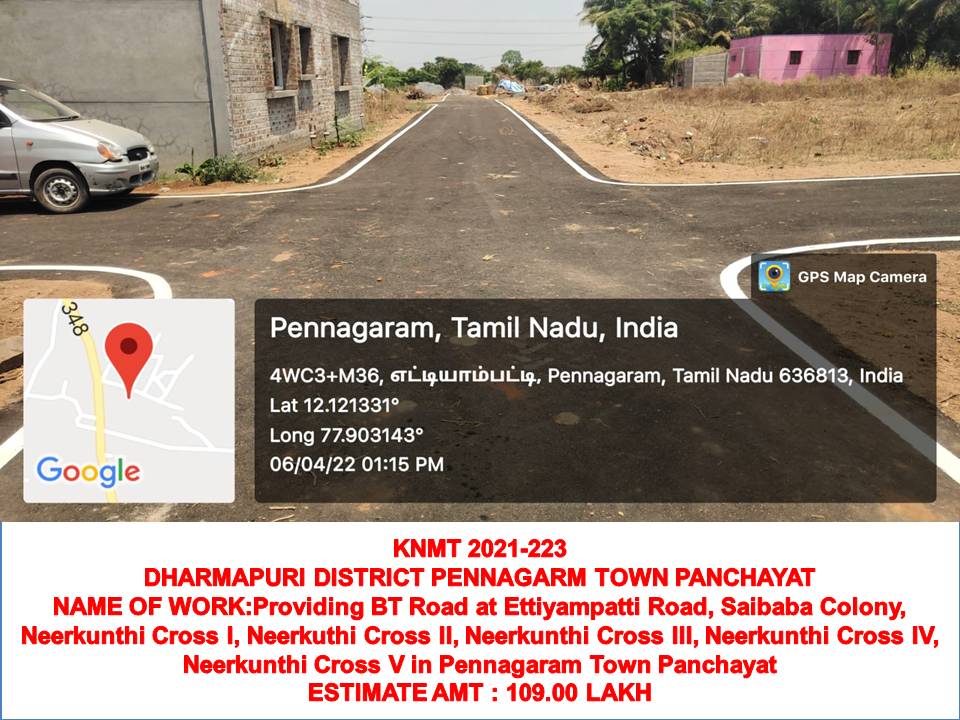 GPS Map Camera
348
Google
Pennagaram, Tamil Nadu, India
4WC3+M36, எட்டியாம்பட்டி, Pennagaram, Tamil Nadu 636813, India
Lat 12.121331°
Long 77.903143°
06/04/22 01:15 PM
KNMT 2021-223
DHARMAPURI DISTRICT PENNAGARM TOWN PANCHAYAT
NAME OF WORK:Providing BT Road at Ettiyampatti Road, Saibaba Colony,
Neerkunthi Cross I, Neerkuthi Cross II, Neerkunthi Cross III, Neerkunthi Cross IV,
Neerkunthi Cross V in Pennagaram Town Panchayat
ESTIMATE AMT : 109.00 LAKH